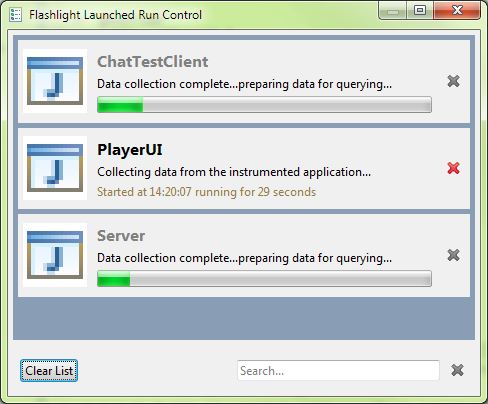 Flashlight Launched Run Control
ChatTestClient
Data collection complete...preparing data for querying...
PlayerUI
Collecting data from the instrumented application...
Started at 14:20:07 running for 29 seconds
Server
Data collection complete...preparing data for querying...
Clear List
Search...